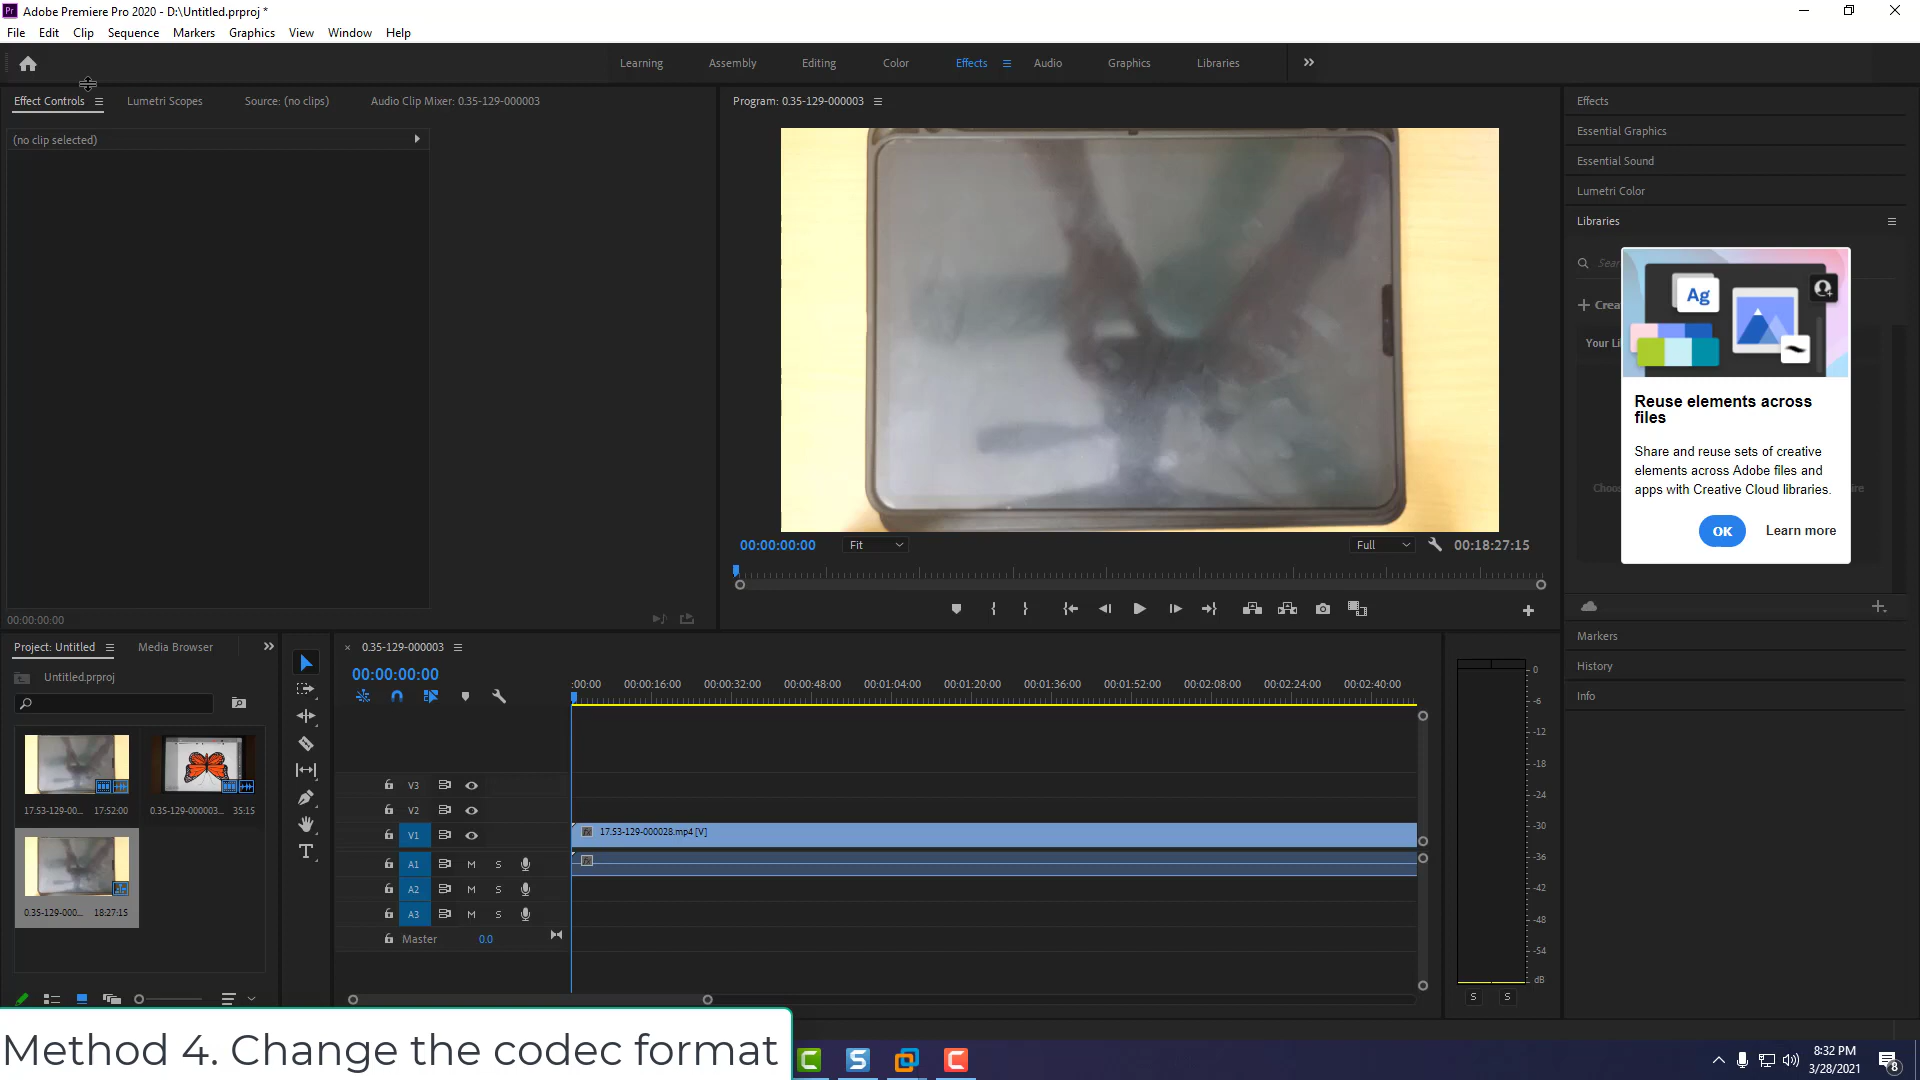 Pr Adobe Premiere Pro 2020 - D:\Untitled.prproj *
File Edit Clip Sequence Markers Graphics View Window Help
Learning Assembly Editing Color Effects Audio Graphics Libraries
Effect Controls Lumetri Scopes Source: (no clips) Audio Clip Mixer: 0.35-129-000003
(no clip selected)
00:00:00:00
Program: 0.35-129-000003
00:00:00:00 Fit Full 00:18:27:15
Effects
Essential Graphics
Essential Sound
Lumetri Color
Libraries
Sear
Crea
Your Li
Ag
Reuse elements across
files
Share and reuse sets of creative
elements across Adobe files and
apps with Creative Cloud libraries.
OK Learn more
Markers
History
Info
Project: Untitled Media Browser
Untitled.prproj
17.53-129-00... 17:52:00
0.35-129-000003... 35:15
0.35-129-000... 18:27:15
0.35-129-000003
00:00:00:00
:00:00 00:00:16:00 00:00:32:00 00:00:48:00 00:01:04:00 00:01:20:00 00:01:36:00 00:01:52:00 00:02:08:00 00:02:24:00 00:02:40:00
V3
V2
V1 fx 17.53-129-000028.mp4 [V]
A1 M S fx
A2 M S
A3 M S
Master 0.0
0
-6
-12
-18
-24
-30
-36
-42
-48
-54
dB
S S
Method 4. Change the codec format
C S C
8:32 PM
3/28/2021
8